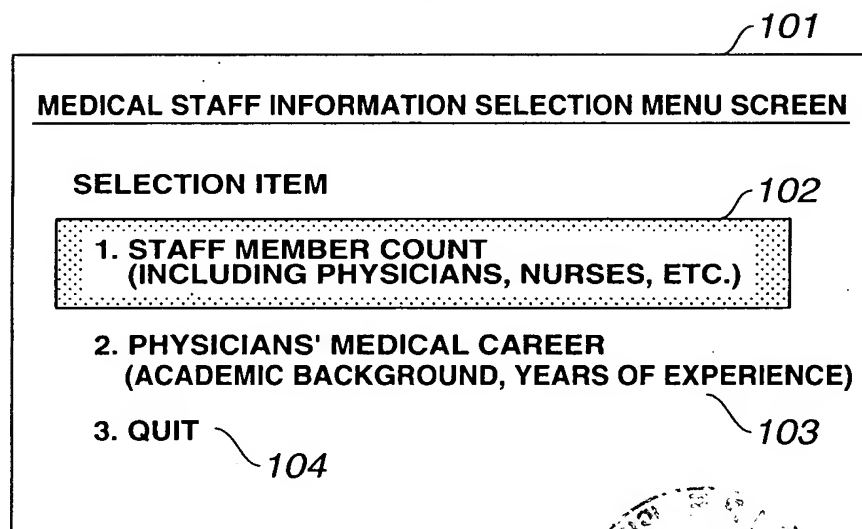 101
MEDICAL STAFF INFORMATION SELECTION MENU SCREEN
SELECTION ITEM
102
1. STAFF MEMBER COUNT
(INCLUDING PHYSICIANS, NURSES, ETC.)
2. PHYSICIANS' MEDICAL CAREER
(ACADEMIC BACKGROUND, YEARS OF EXPERIENCE)
3. QUIT
103
104